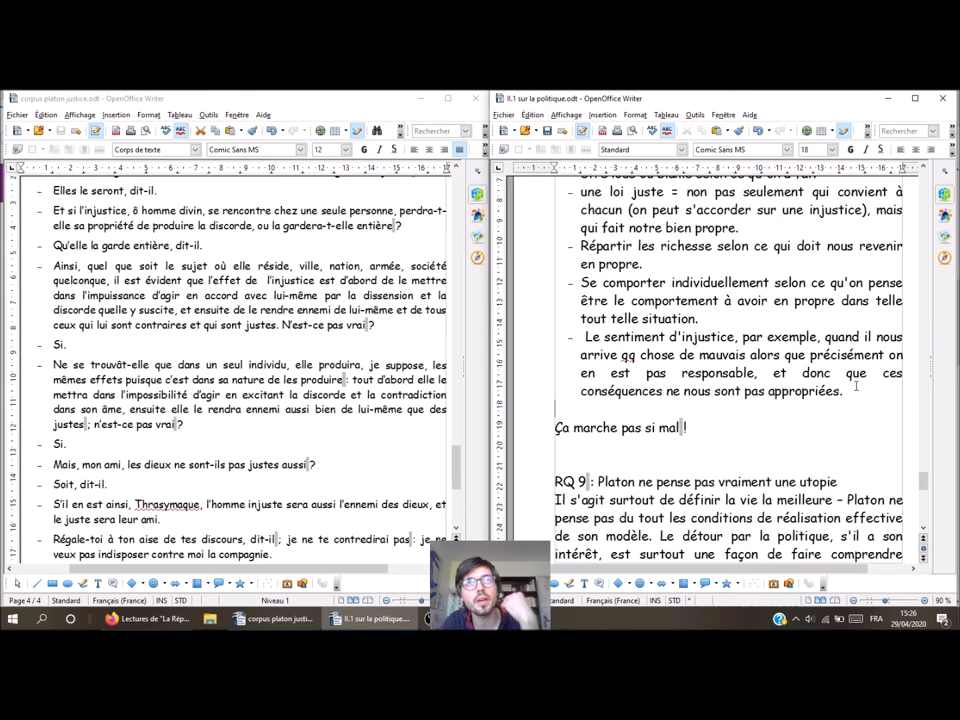 corpus platon justice.odt - OpenOffice Writer
Fichier Édition Affichage Insertion Format Tableau Outils Fenêtre Aide
Rechercher
Corps de texte Comic Sans MS 12 G I S
- Elles le seront, dit-il.
- Et si l'injustice, ô homme divin, se rencontre chez une seule personne, perdra-t-
elle sa propriété de produire la discorde, ou la gardera-t-elle entière ?
- Qu'elle la garde entière, dit-il.
- Ainsi, quel que soit le sujet où elle réside, ville, nation, armée, société
quelconque, il est évident que l'effet de l'injustice est d'abord de le mettre
dans l'impuissance d'agir en accord avec lui-même par la dissension et la
discorde quelle y suscite, et ensuite de le rendre ennemi de lui-même et de tous
ceux qui lui sont contraires et qui sont justes. N'est-ce pas vrai ?
- Si.
- Ne se trouvât-elle que dans un seul individu, elle produira, je suppose, les
mêmes effets puisque c'est dans sa nature de les produire : tout d'abord elle le
mettra dans l'impossibilité d'agir en excitant la discorde et la contradiction
dans son âme, ensuite elle le rendra ennemi aussi bien de lui-même que des
justes ; n'est-ce pas vrai ?
- Si.
- Mais, mon ami, les dieux ne sont-ils pas justes aussi ?
- Soit, dit-il.
- S'il en est ainsi, Thrasymaque, l'homme injuste sera aussi l'ennemi des dieux, et
le juste sera leur ami.
- Régale-toi à ton aise de tes discours, dit-il ; je ne te contredirai pas : je ne
veux pas indisposer contre moi la compagnie.
Page 4 / 4 Standard Français (France) INS STD Niveau 1
II.1 sur la politique.odt - OpenOffice Writer
Fichier Édition Affichage Insertion Format Tableau Outils Fenêtre Aide
Rechercher
Standard Comic Sans MS 18 G I S
- une loi juste = non pas seulement qui convient à
chacun (on peut s'accorder sur une injustice), mais
qui fait notre bien propre.
- Répartir les richesse selon ce qui doit nous revenir
en propre.
- Se comporter individuellement selon ce qu'on pense
être le comportement à avoir en propre dans telle
tout telle situation.
- Le sentiment d'injustice, par exemple, quand il nous
arrive qq chose de mauvais alors que précisément on
en est pas responsable, et donc que ces
conséquences ne nous sont pas appropriées.
Ça marche pas si mal !
RQ 9 : Platon ne pense pas vraiment une utopie
Il s'agit surtout de définir la vie la meilleure – Platon ne
pense pas du tout les conditions de réalisation effective
de son modèle. Le détour par la politique, s'il a son
intérêt, est surtout une façon de faire comprendre
Standard Français (France) INS STD 90 %
Lectures de "La Rép... corpus platon justi... II.1 sur la politique.... FRA 15:26
29/04/2020